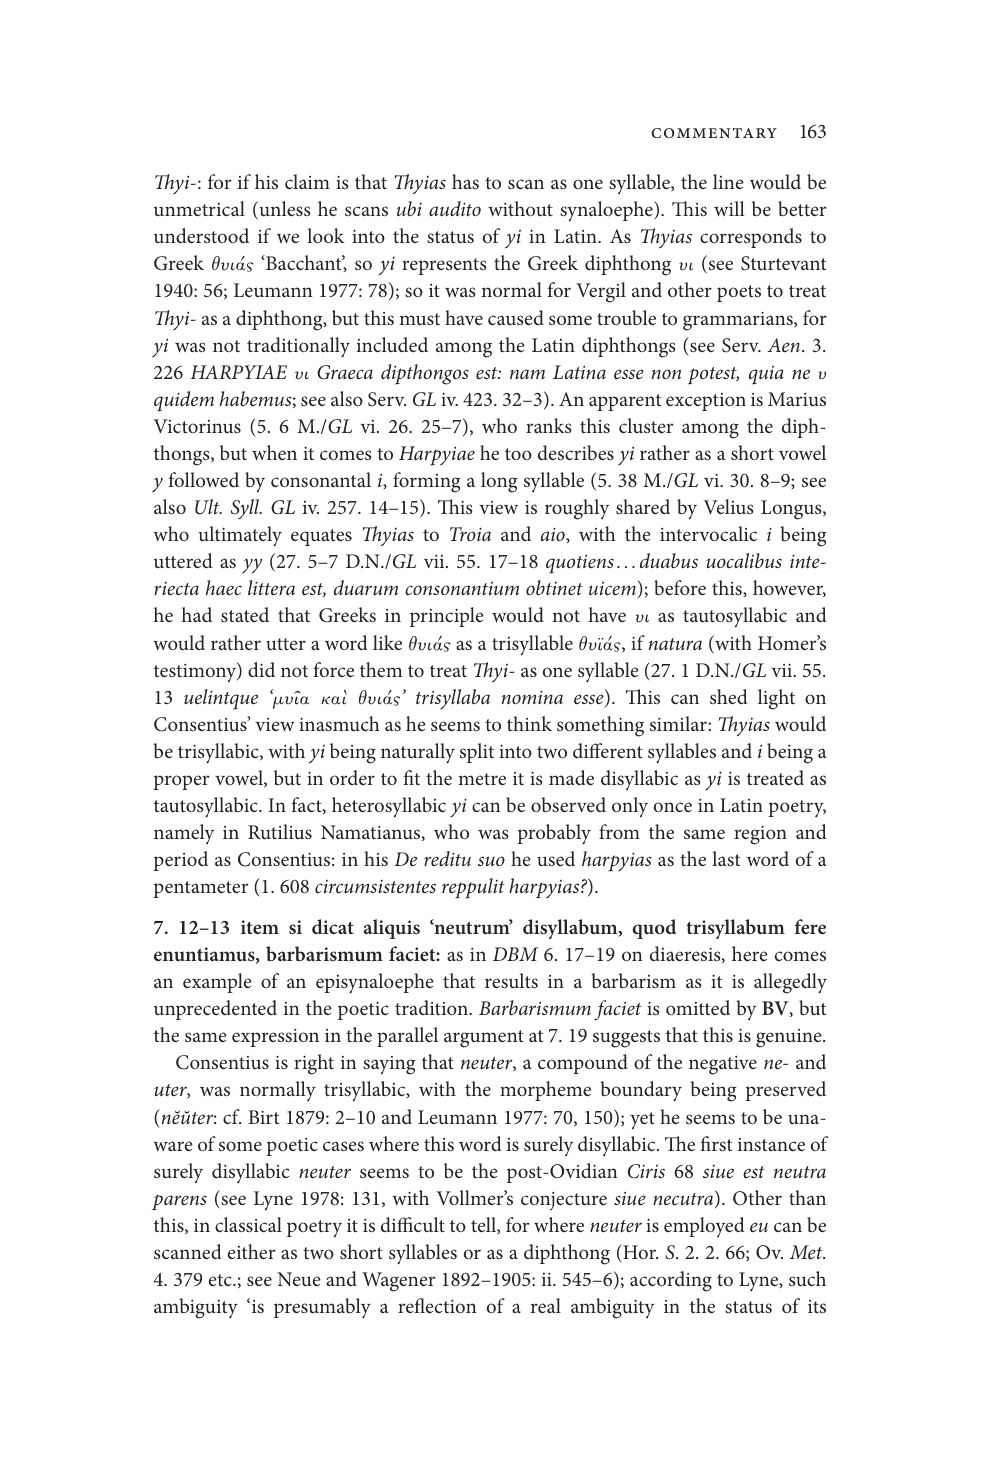 COMMENTARY 163
Thyi-: for if his claim is that Thyias has to scan as one syllable, the line would be
unmetrical (unless he scans ubi audito without synaloephe). This will be better
understood if we look into the status of yi in Latin. As Thyias corresponds to
Greek θυιάς ‘Bacchant’, so yi represents the Greek diphthong υι (see Sturtevant
1940: 56; Leumann 1977: 78); so it was normal for Vergil and other poets to treat
Thyi- as a diphthong, but this must have caused some trouble to grammarians, for
yi was not traditionally included among the Latin diphthongs (see Serv. Aen. 3.
226 HARPYIAE υι Graeca dipthongos est: nam Latina esse non potest, quia ne υ
quidem habemus; see also Serv. GL iv. 423. 32–3). An apparent exception is Marius
Victorinus (5. 6 M./GL vi. 26. 25–7), who ranks this cluster among the diph-
thongs, but when it comes to Harpyiae he too describes yi rather as a short vowel
y followed by consonantal i, forming a long syllable (5. 38 M./GL vi. 30. 8–9; see
also Ult. Syll. GL iv. 257. 14–15). This view is roughly shared by Velius Longus,
who ultimately equates Thyias to Troia and aio, with the intervocalic i being
uttered as yy (27. 5–7 D.N./GL vii. 55. 17–18 quotiens…duabus uocalibus inte-
riecta haec littera est, duarum consonantium obtinet uicem); before this, however,
he had stated that Greeks in principle would not have υι as tautosyllabic and
would rather utter a word like θυιάς as a trisyllable θυϊάς, if natura (with Homer’s
testimony) did not force them to treat Thyi- as one syllable (27. 1 D.N./GL vii. 55.
13 uelintque ‘μυῖα καὶ θυιάς’ trisyllaba nomina esse). This can shed light on
Consentius’ view inasmuch as he seems to think something similar: Thyias would
be trisyllabic, with yi being naturally split into two different syllables and i being a
proper vowel, but in order to fit the metre it is made disyllabic as yi is treated as
tautosyllabic. In fact, heterosyllabic yi can be observed only once in Latin poetry,
namely in Rutilius Namatianus, who was probably from the same region and
period as Consentius: in his De reditu suo he used harpyias as the last word of a
pentameter (1. 608 circumsistentes reppulit harpyias?).
7. 12–13 item si dicat aliquis ‘neutrum’ disyllabum, quod trisyllabum fere
enuntiamus, barbarismum faciet: as in DBM 6. 17–19 on diaeresis, here comes
an example of an episynaloephe that results in a barbarism as it is allegedly
unprecedented in the poetic tradition. Barbarismum faciet is omitted by BV, but
the same expression in the parallel argument at 7. 19 suggests that this is genuine.
Consentius is right in saying that neuter, a compound of the negative ne- and
uter, was normally trisyllabic, with the morpheme boundary being preserved
(nĕŭter: cf. Birt 1879: 2–10 and Leumann 1977: 70, 150); yet he seems to be una-
ware of some poetic cases where this word is surely disyllabic. The first instance of
surely disyllabic neuter seems to be the post-Ovidian Ciris 68 siue est neutra
parens (see Lyne 1978: 131, with Vollmer’s conjecture siue necutra). Other than
this, in classical poetry it is difficult to tell, for where neuter is employed eu can be
scanned either as two short syllables or as a diphthong (Hor. S. 2. 2. 66; Ov. Met.
4. 379 etc.; see Neue and Wagener 1892–1905: ii. 545–6); according to Lyne, such
ambiguity ‘is presumably a reflection of a real ambiguity in the status of its